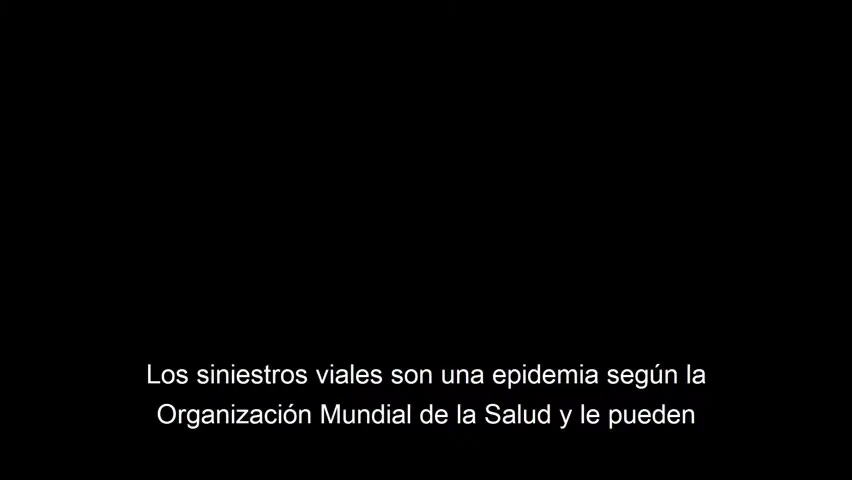 Los siniestros viales son una epidemia según la
Organización Mundial de la Salud y le pueden